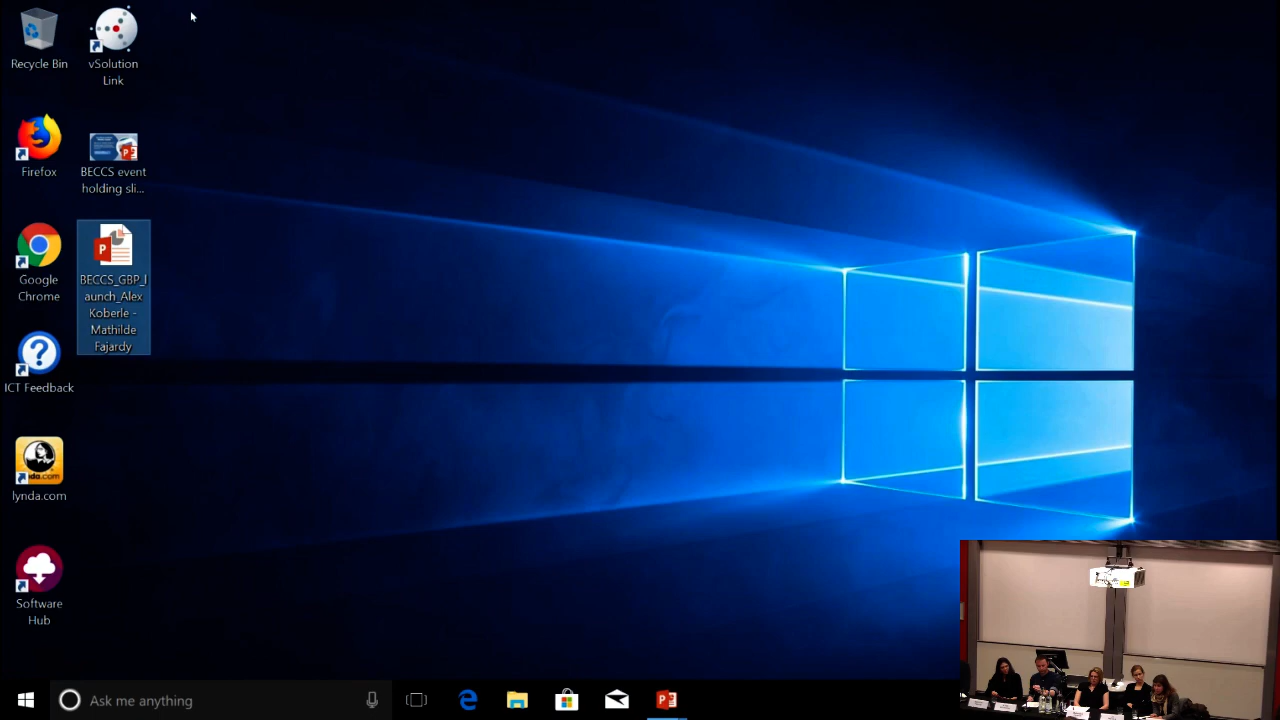 Recycle Bin
vSolution
Link
Firefox
BECCS event
holding sli...
Google
Chrome
BECCS_GBP_l
aunch_Alex
Koberle -
Mathilde
Fajardy
ICT Feedback
lynda.com
Software
Hub
Ask me anything